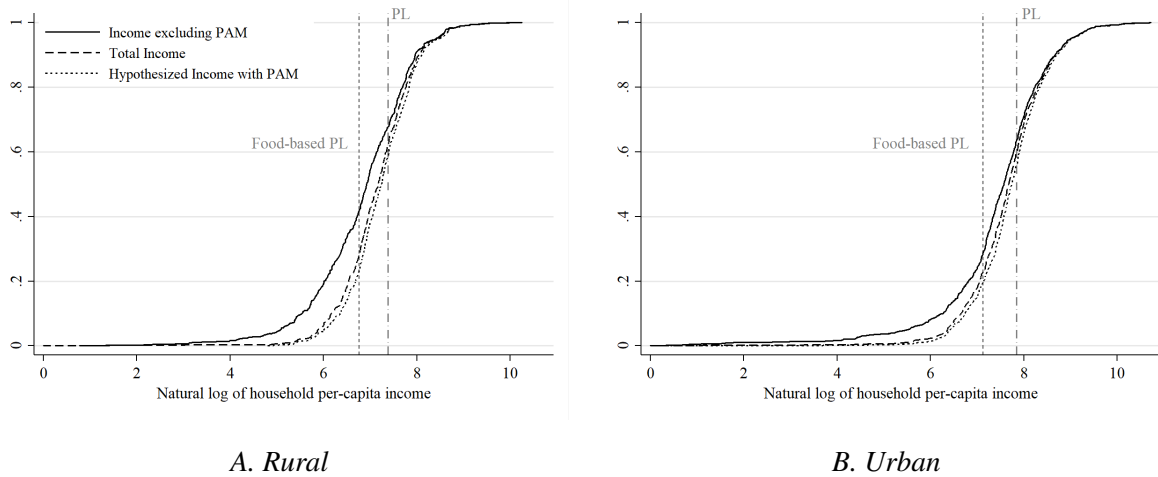 PL
Income excluding PAM
Total Income
Hypothesized Income with PAM
Food-based PL
1
.8
.6
.4
.2
0
0 2 4 6 8 10
Natural log of household per-capita income
A. Rural
PL
Food-based PL
1
.8
.6
.4
.2
0
0 2 4 6 8 10
Natural log of household per-capita income
B. Urban